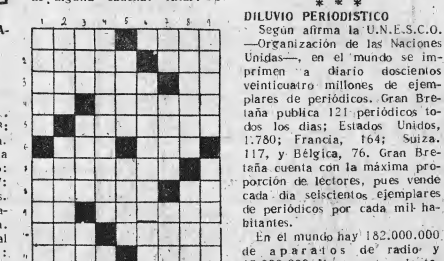 * * *
DILUVIO PERIODISTICO
Según afirma la U.N.E.S.C.O.
—Organización de las Naciones
Unidas—, en el mundo se im-
primen a diario doscientos
veinticuatro millones de ejem-
plares de periódicos. Gran Bre-
taña publica 121 periódicos to-
dos los días; Estados Unidos,
1.780; Francia, 164; Suiza.
117, y Bélgica, 76. Gran Bre-
taña cuenta con la máxima pro-
porción de lectores, pues vende
cada día seiscientos ejemplares
de periódicos por cada mil ha-
bitantes.
En el mundo hay 182.000.000
de aparatos de radio y
1 2 3 4 5 6 7 8 9